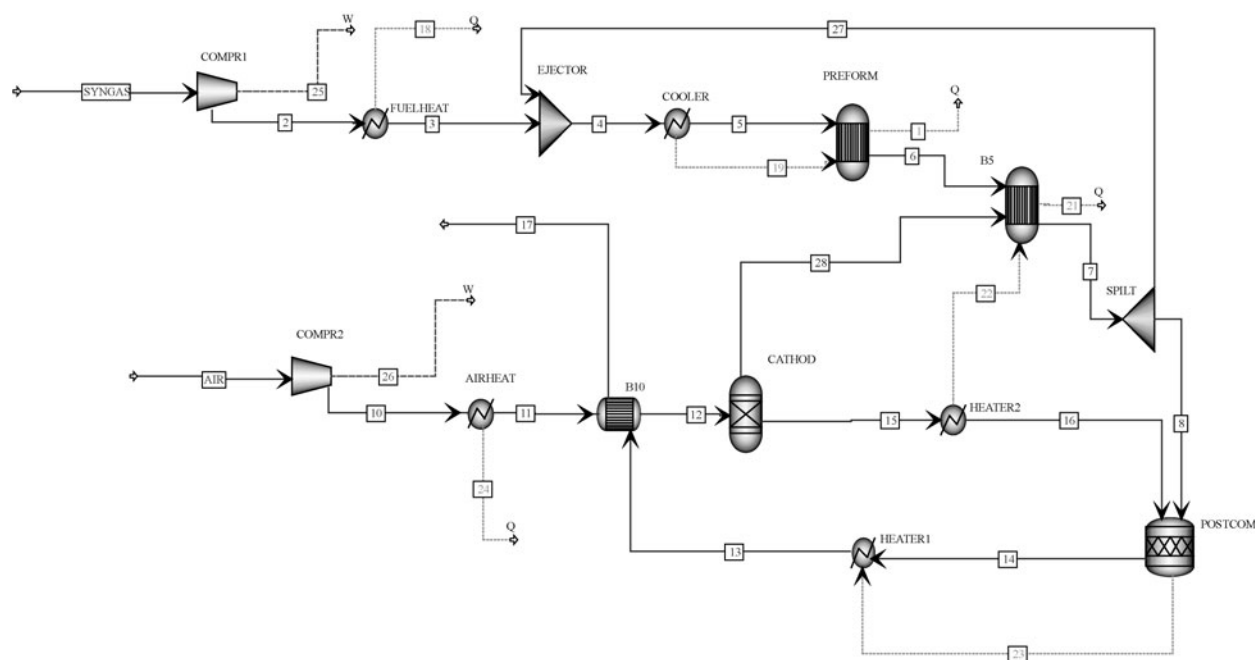 W
Q
18
27
COMPR1
EJECTOR
PREFORM
SYNGAS
25
COOLER
Q
FUELHEAT
2
3
4
5
1
6
B5
19
21
Q
17
28
7
22
SPILT
W
COMPR2
CATHOD
AIR
26
AIRHEAT
B10
10
11
12
15
HEATER2
16
8
24
Q
POSTCOM
13
HEATER1
14
23